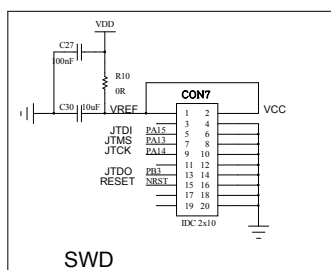 VDD
C27
100nF
R10
0R
CON7
C30 10uF VREF
VCC
1 2
3 4
JTDI PA15 5 6
JTMS PA13 7 8
JTCK PA14 9 10
11 12
JTDO PB3 13 14
RESET NRST 15 16
17 18
19 20
IDC 2x10
SWD